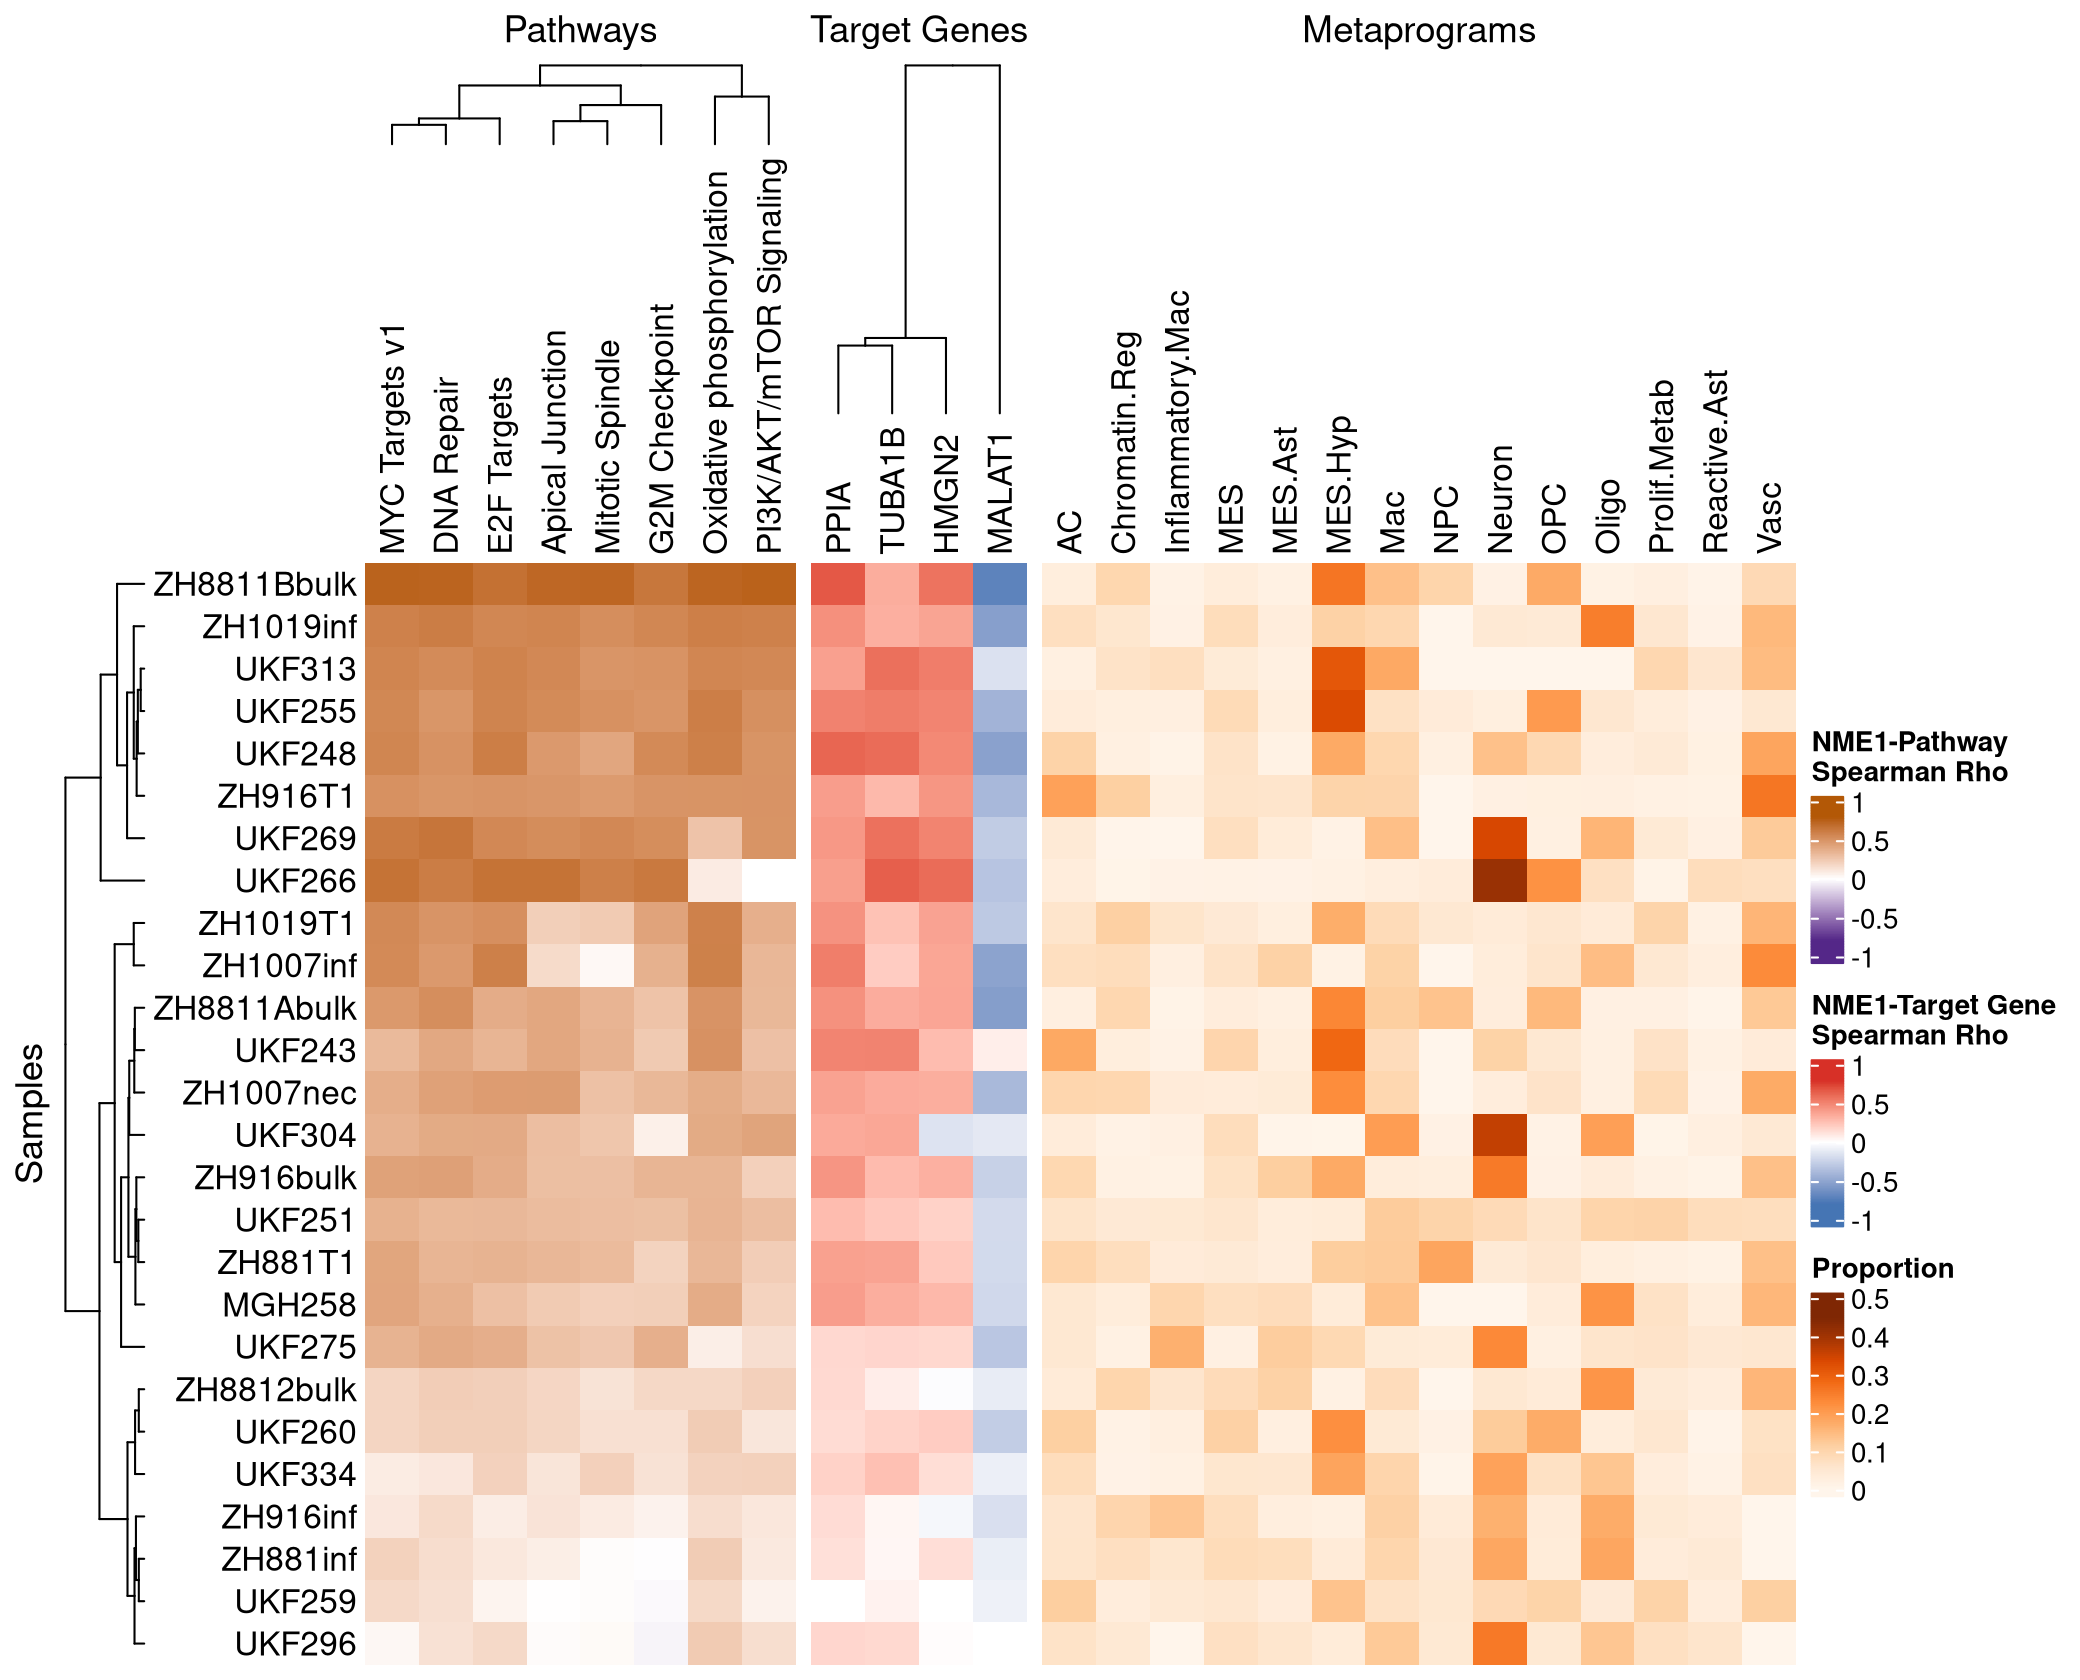 Pathways
Target Genes
Metaprograms
MYC Targets v1
DNA Repair
E2F Targets
Apical Junction
Mitotic Spindle
G2M Checkpoint
Oxidative phosphorylation
PI3K/AKT/mTOR Signaling
PPIA
TUBA1B
HMGN2
MALAT1
AC
Chromatin.Reg
Inflammatory.Mac
MES
MES.Ast
MES.Hyp
Mac
NPC
Neuron
OPC
Oligo
Prolif.Metab
Reactive.Ast
Vasc
Samples
ZH8811Bbulk
ZH1019inf
UKF313
UKF255
UKF248
ZH916T1
UKF269
UKF266
ZH1019T1
ZH1007inf
ZH8811Abulk
UKF243
ZH1007nec
UKF304
ZH916bulk
UKF251
ZH881T1
MGH258
UKF275
ZH8812bulk
UKF260
UKF334
ZH916inf
ZH881inf
UKF259
UKF296
NME1-Pathway
Spearman Rho
1
0.5
0
-0.5
-1
NME1-Target Gene
Spearman Rho
1
0.5
0
-0.5
-1
Proportion
0.5
0.4
0.3
0.2
0.1
0